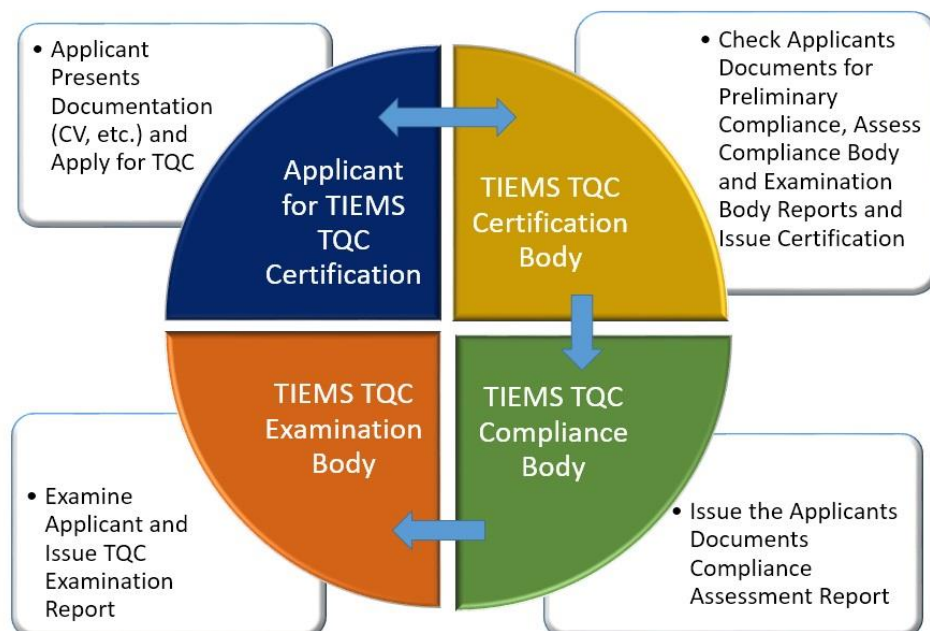 • Applicant
Presents
Documentation
(CV, etc.) and
Apply for TQC
• Check Applicants
Documents for
Preliminary
Compliance, Assess
Compliance Body
and Examination
Body Reports and
Issue Certification
Applicant
for TIEMS
TQC
Certification
TIEMS TQC
Certification
Body
TIEMS TQC
Examination
Body
TIEMS TQC
Compliance
Body
• Examine
Applicant and
Issue TQC
Examination
Report
• Issue the Applicants
Documents
Compliance
Assessment Report